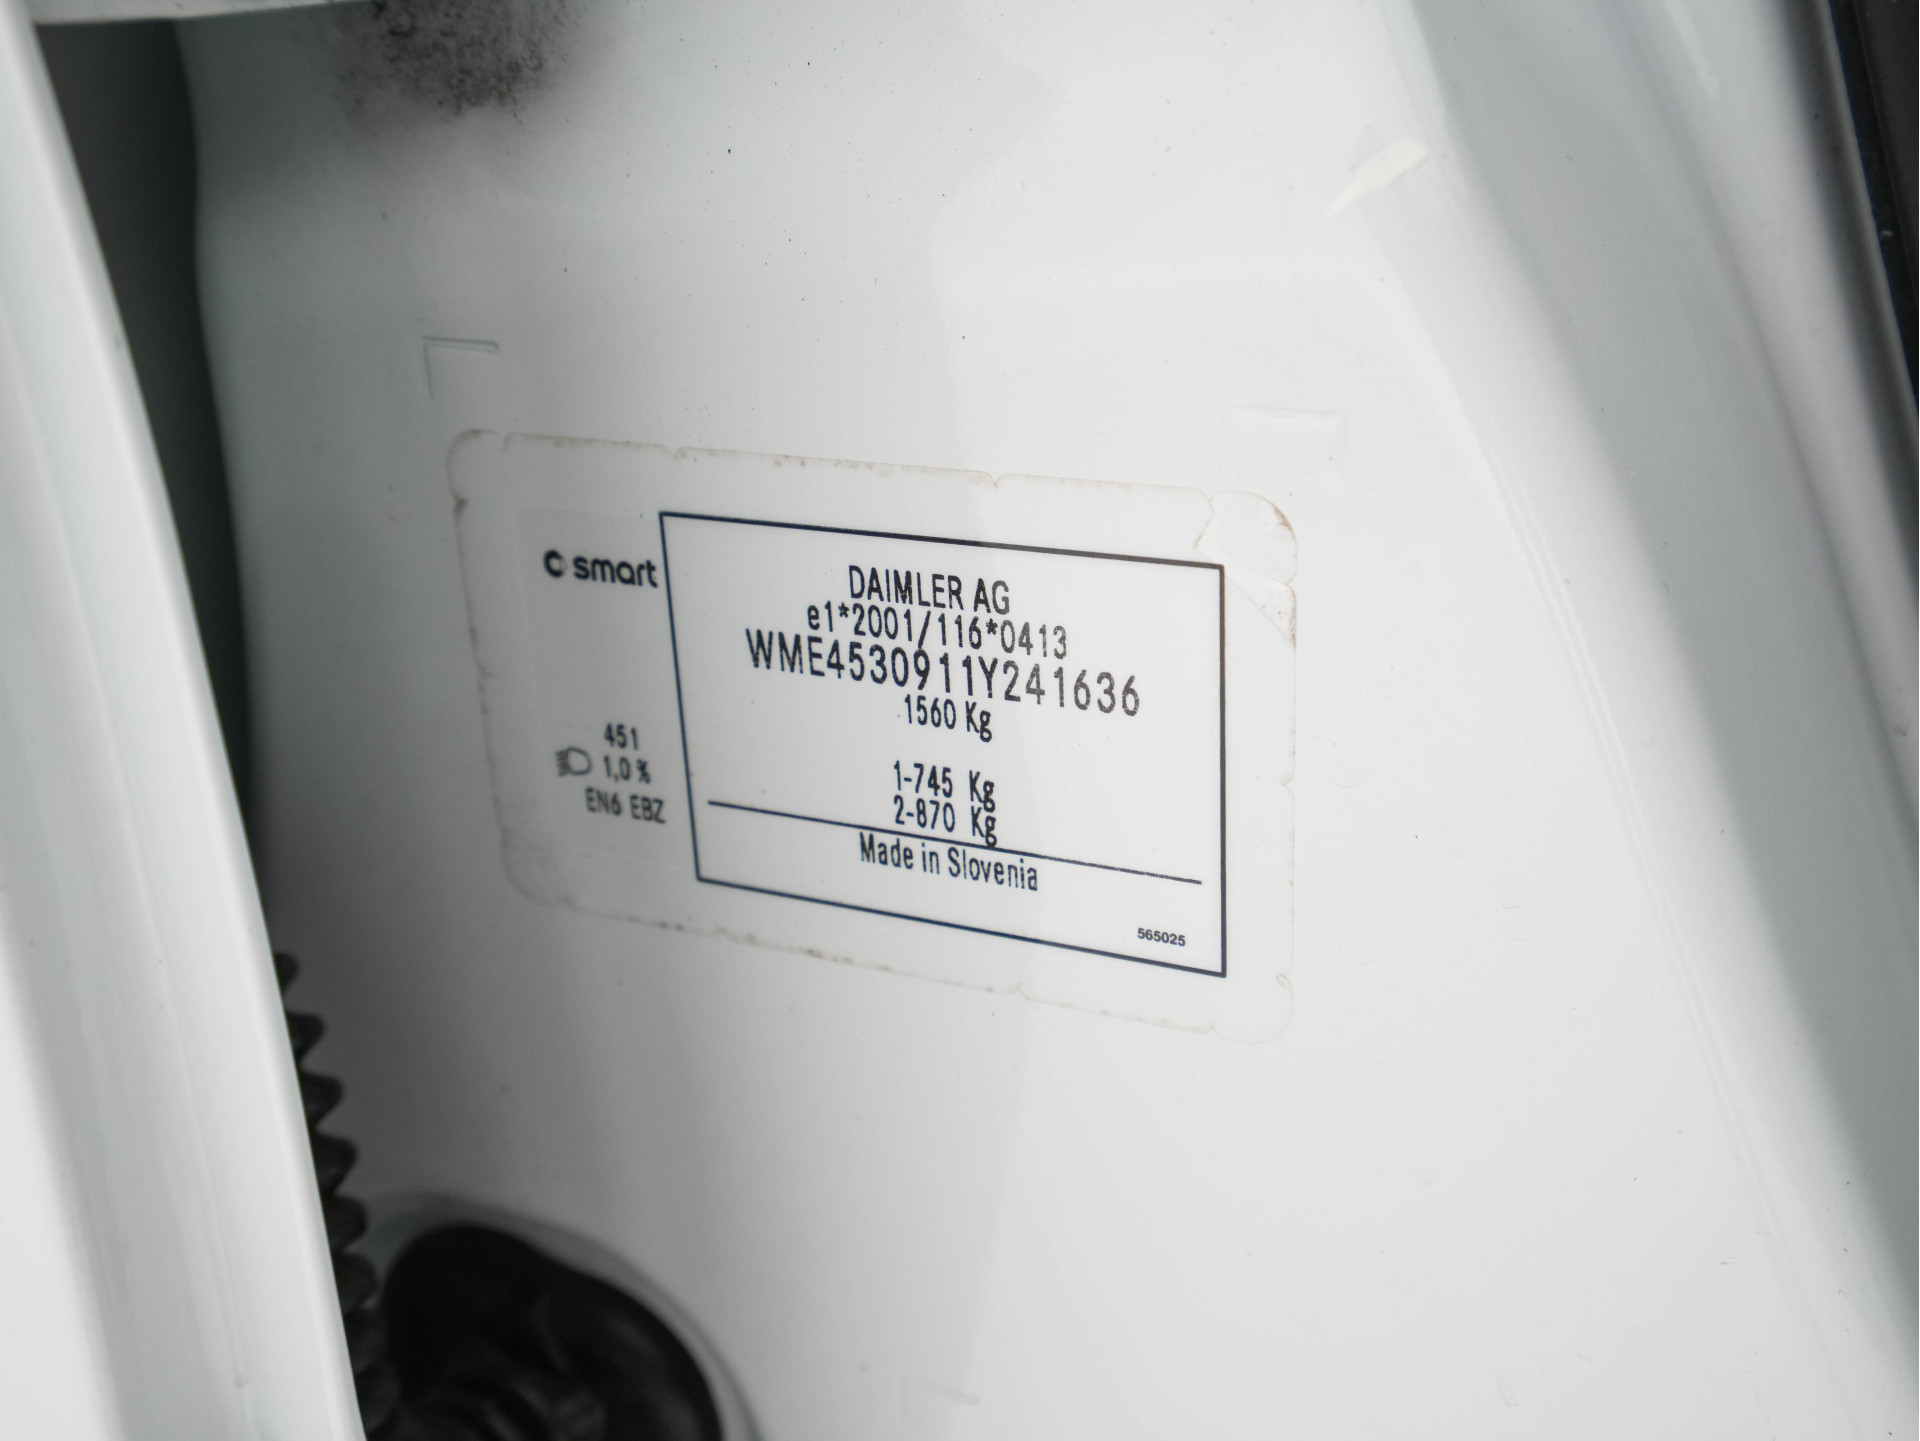 smart
DAIMLER AG
e1*2001/116*0413
WME4530911Y241636
1560 Kg
451
1,0 %
EN6 EBZ
1-745 Kg
2-870 Kg
Made in Slovenia
565025